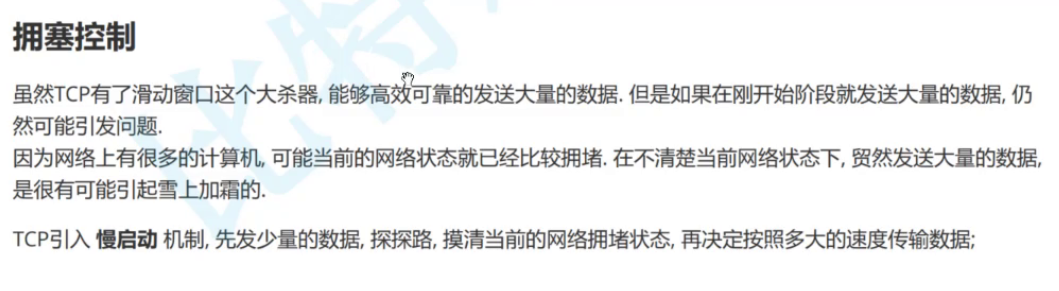 拥塞控制
虽然TCP有了滑动窗口这个大杀器, 能够高效可靠的发送大量的数据. 但是如果在刚开始阶段就发送大量的数据, 仍
然可能引发问题.
因为网络上有很多的计算机, 可能当前的网络状态就已经比较拥堵. 在不清楚当前网络状态下, 贸然发送大量的数据,
是很有可能引起雪上加霜的.
TCP引入 慢启动 机制, 先发少量的数据, 探探路, 摸清当前的网络拥堵状态, 再决定按照多大的速度传输数据;
比特